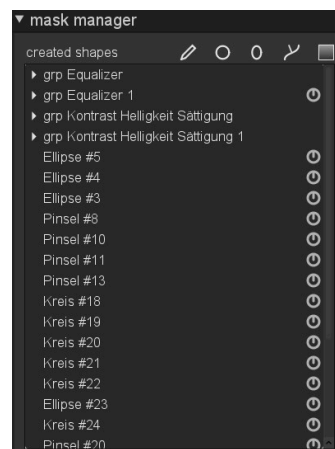 mask manager
created shapes
grp Equalizer
grp Equalizer 1
grp Kontrast Helligkeit Sättigung
grp Kontrast Helligkeit Sättigung 1
Ellipse #5
Ellipse #4
Ellipse #3
Pinsel #8
Pinsel #10
Pinsel #11
Pinsel #13
Kreis #18
Kreis #19
Kreis #20
Kreis #21
Kreis #22
Ellipse #23
Kreis #24
Pinsel #20